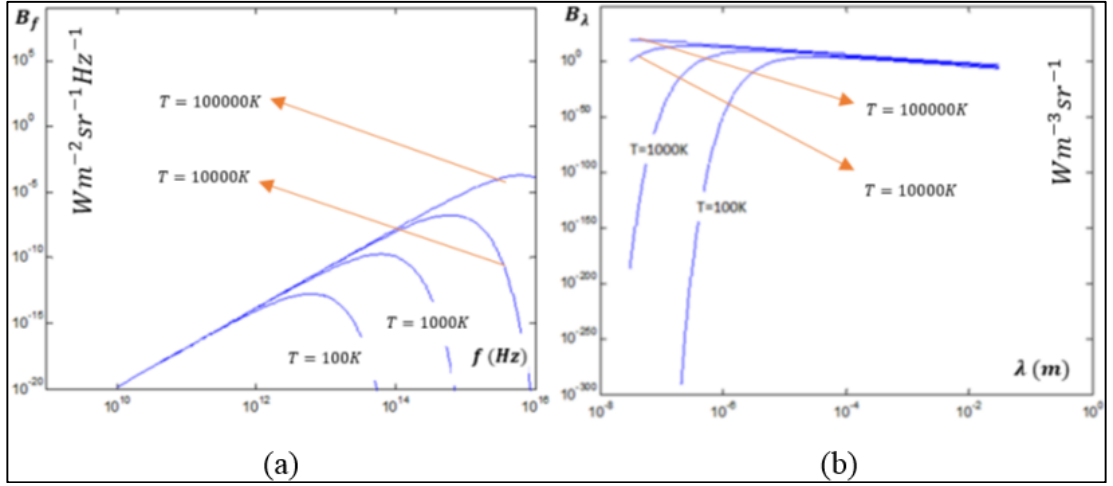 B_f
Wm^{-2}sr^{-1}Hz^{-1}
10^5
10^0
10^{-5}
10^{-10}
10^{-15}
10^{-20}
T = 100000K
T = 10000K
T = 1000K
T = 100K
f (Hz)
10^{10} 10^{12} 10^{14} 10^{16}
(a)
B_λ
Wm^{-3}sr^{-1}
10^0
10^{-50}
10^{-100}
10^{-150}
10^{-200}
10^{-250}
10^{-300}
T = 100000K
T=1000K
T = 10000K
T=100K
λ (m)
10^{-8} 10^{-6} 10^{-4} 10^{-2} 10^0
(b)